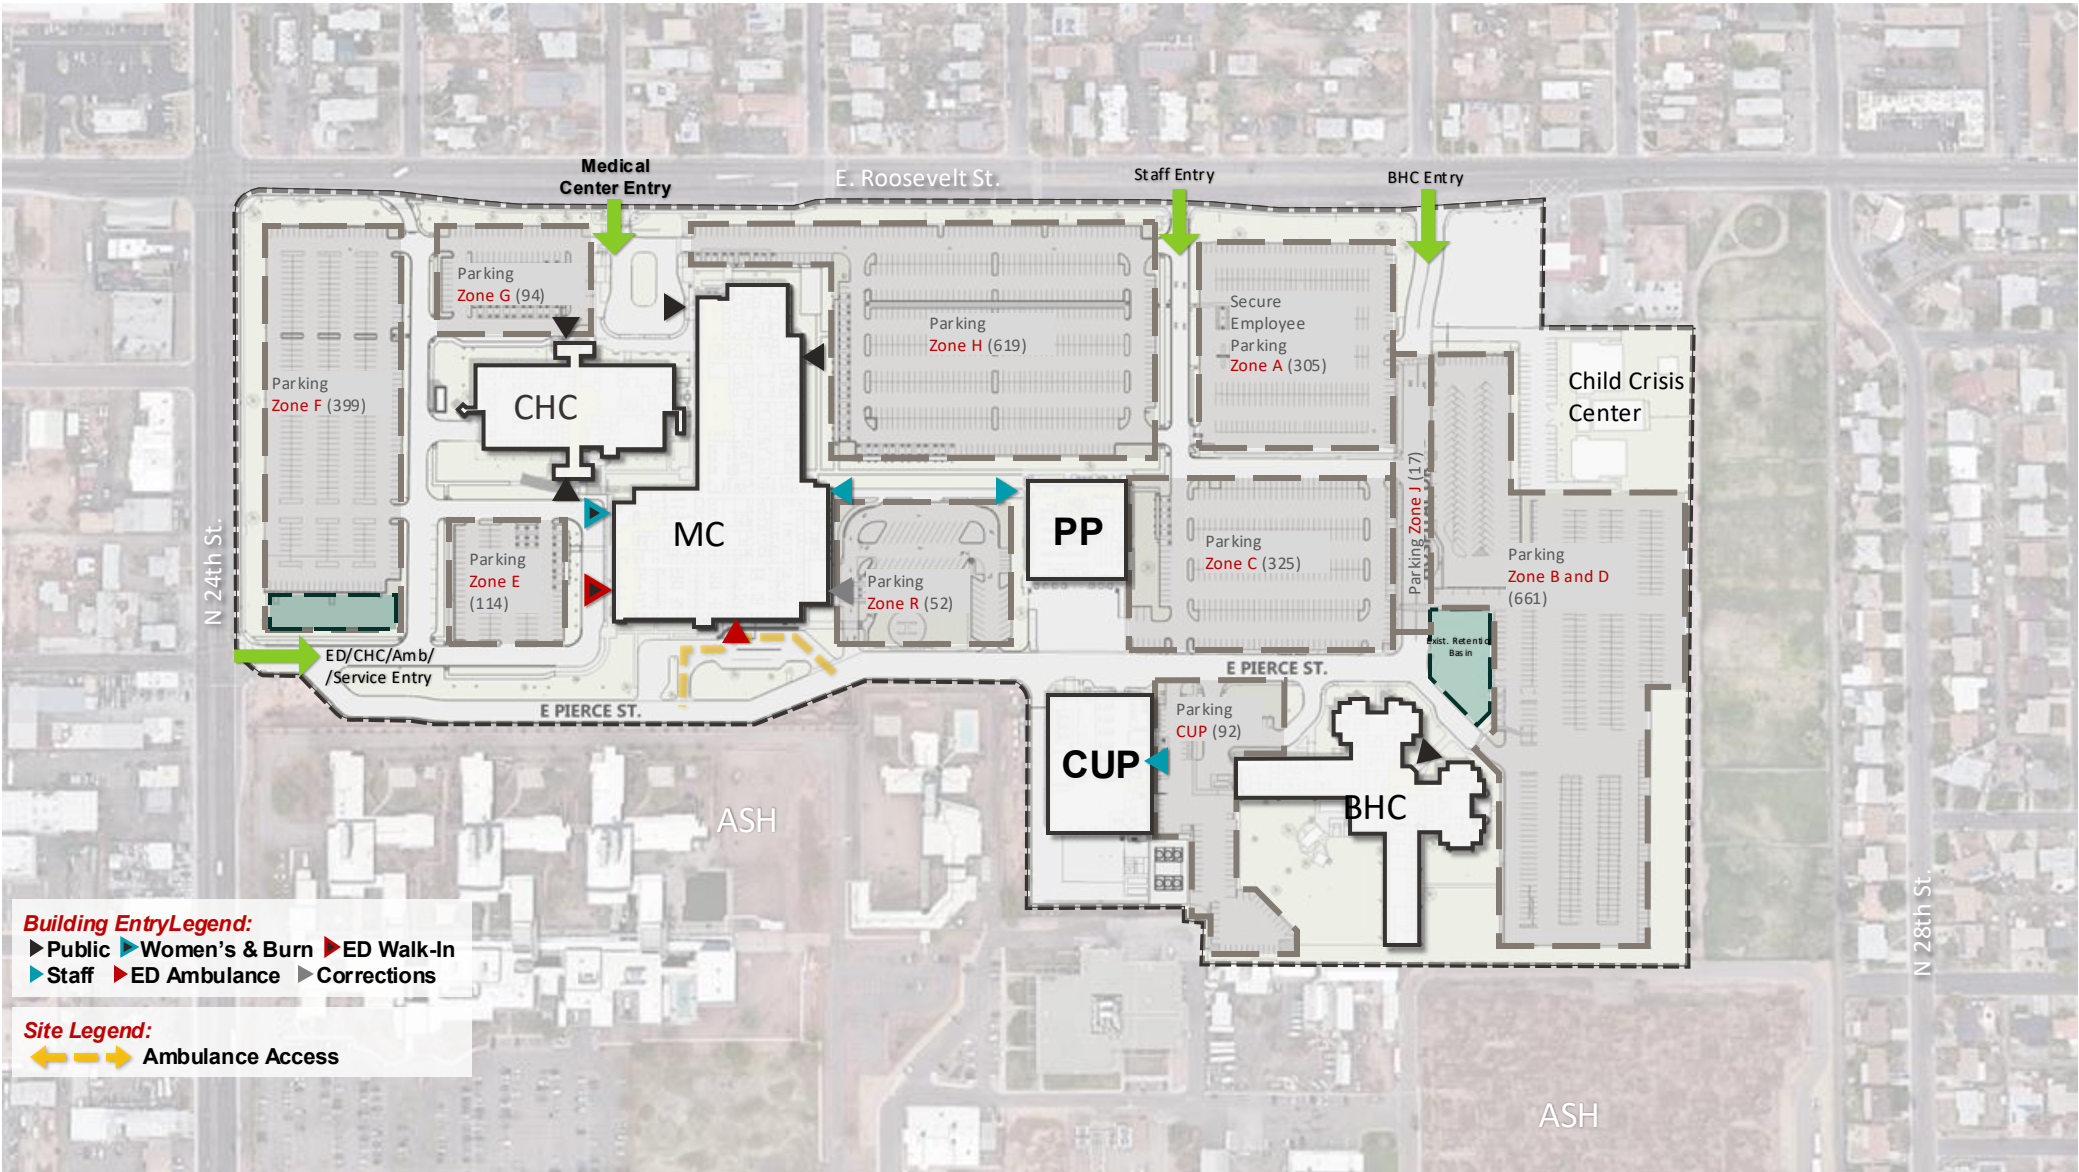 Medical
Center Entry
E. Roosevelt St.
Staff Entry
BHC Entry
Parking
Zone G (94)
Parking
Zone F (399)
Parking
Zone H (619)
Secure
Employee
Parking
Zone A (305)
Child Crisis
Center
CHC
MC
PP
Parking
Zone E
(114)
Parking
Zone R (52)
Parking
Zone C (325)
Parking Zone J (17)
Parking
Zone B and D
(661)
Exist. Retentio
Basin
N 24th St.
ED/CHC/Amb/
/Service Entry
E PIERCE ST.
E PIERCE ST.
Parking
CUP (92)
CUP
BHC
ASH
N 28th St.
ASH
Building EntryLegend:
Public Women's & Burn ED Walk-In
Staff ED Ambulance Corrections
Site Legend:
Ambulance Access